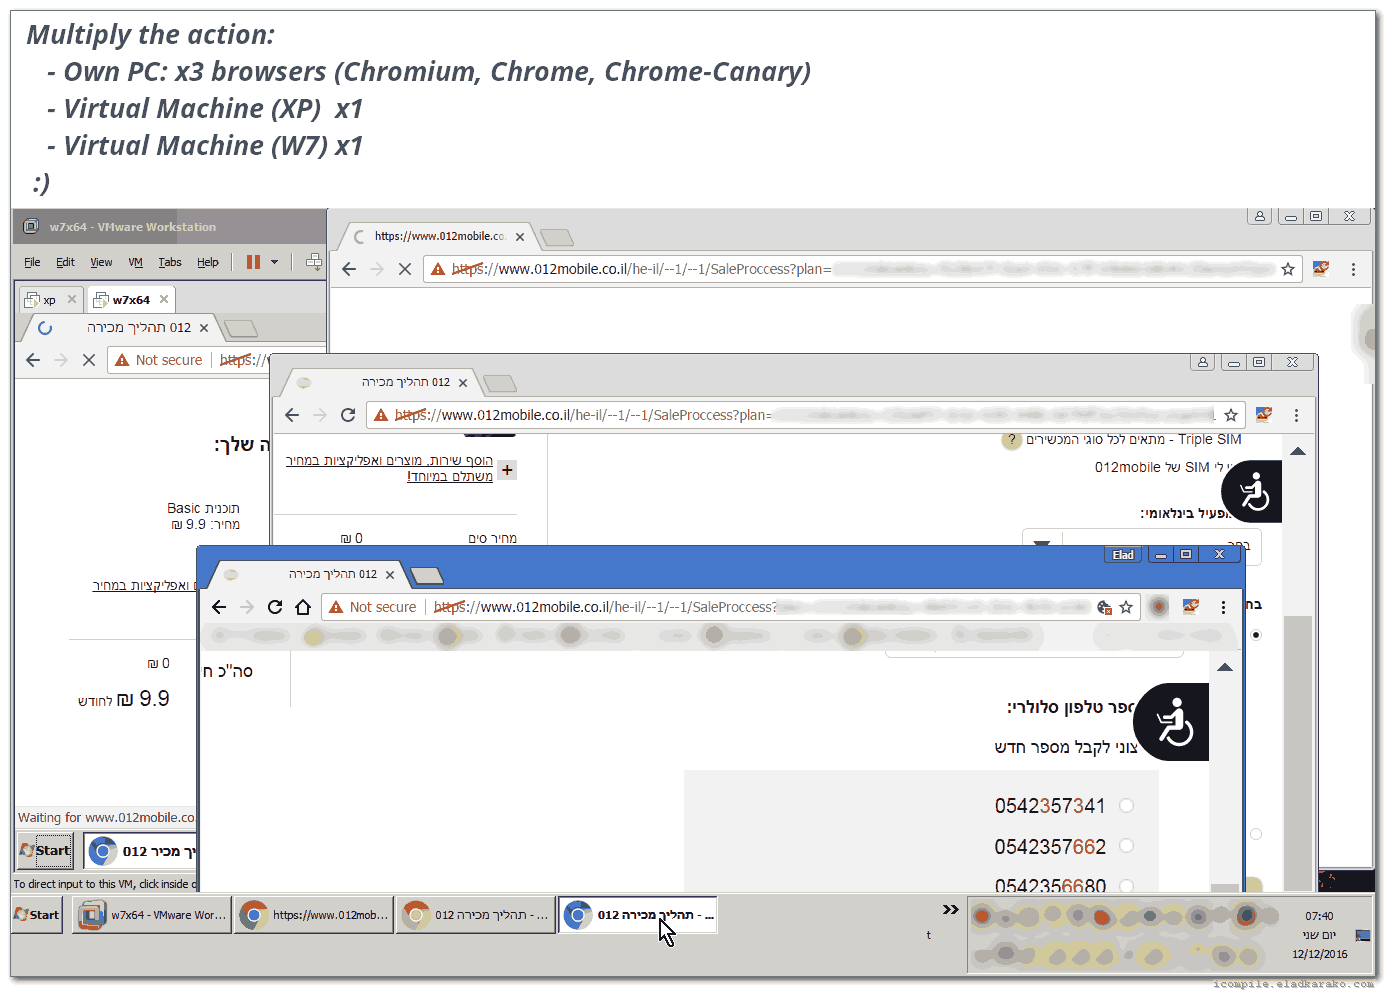 Multiply the action:
- Own PC: x3 browsers (Chromium, Chrome, Chrome-Canary)
- Virtual Machine (XP)  x1
- Virtual Machine (W7) x1
:)
w7x64 - VMware Workstation
File Edit View VM Tabs Help
xp
w7x64
012 תהליך מכירה
Not secure
https://
https://www.012mobile.co.
https://www.012mobile.co.il/he-il/--1/--1/SaleProccess?plan=
ה שלך:
תוכנית Basic
מחיר: 9.9 ₪
ואפליקציות במחיר
0 ₪
9.9 ₪ לחודש
Waiting for www.012mobile.co.
Start
012 תהליך מכירה
https://www.012mobile.co.il/he-il/--1/--1/SaleProccess?plan=
Triple SIM - מתאים לכל סוגי המכשירים ?
לי SIM של 012mobile
מפעיל בינלאומי:
הוסף שירות, מוצרים ואפליקציות במחיר
משתלם במיוחד!
+
מחיר סים
0 ₪
בח
Elad
012 תהליך מכירה
Not secure
https://www.012mobile.co.il/he-il/--1/--1/SaleProccess?
סה"כ ח
ספר טלפון סלולרי:
צוני לקבל מספר חדש
0542357341
0542357662
0542356680
To direct input to this VM, click inside o
Start
w7x64 - VMware Wor...
https://www.012mob...
012 תהליך מכירה - ...
012 תהליך מכירה - ...
t
07:40
יום שני
12/12/2016
icompile.eladkarako.com